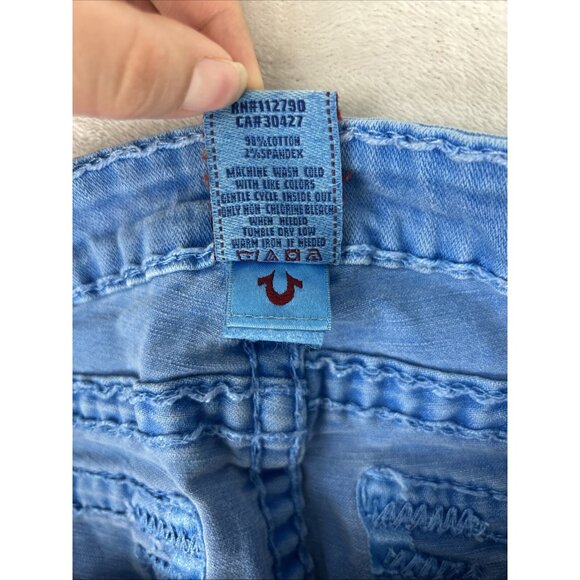 RN#112790
CA#30427
98%COTTON
2%SPANDEX
MACHINE WASH COLD
WITH LIKE COLORS
GENTLE CYCLE INSIDE OUT
ONLY NON CHLORINE BLEACH
WHEN NEEDED
TUMBLE DRY LOW
WARM IRON IF NEEDED